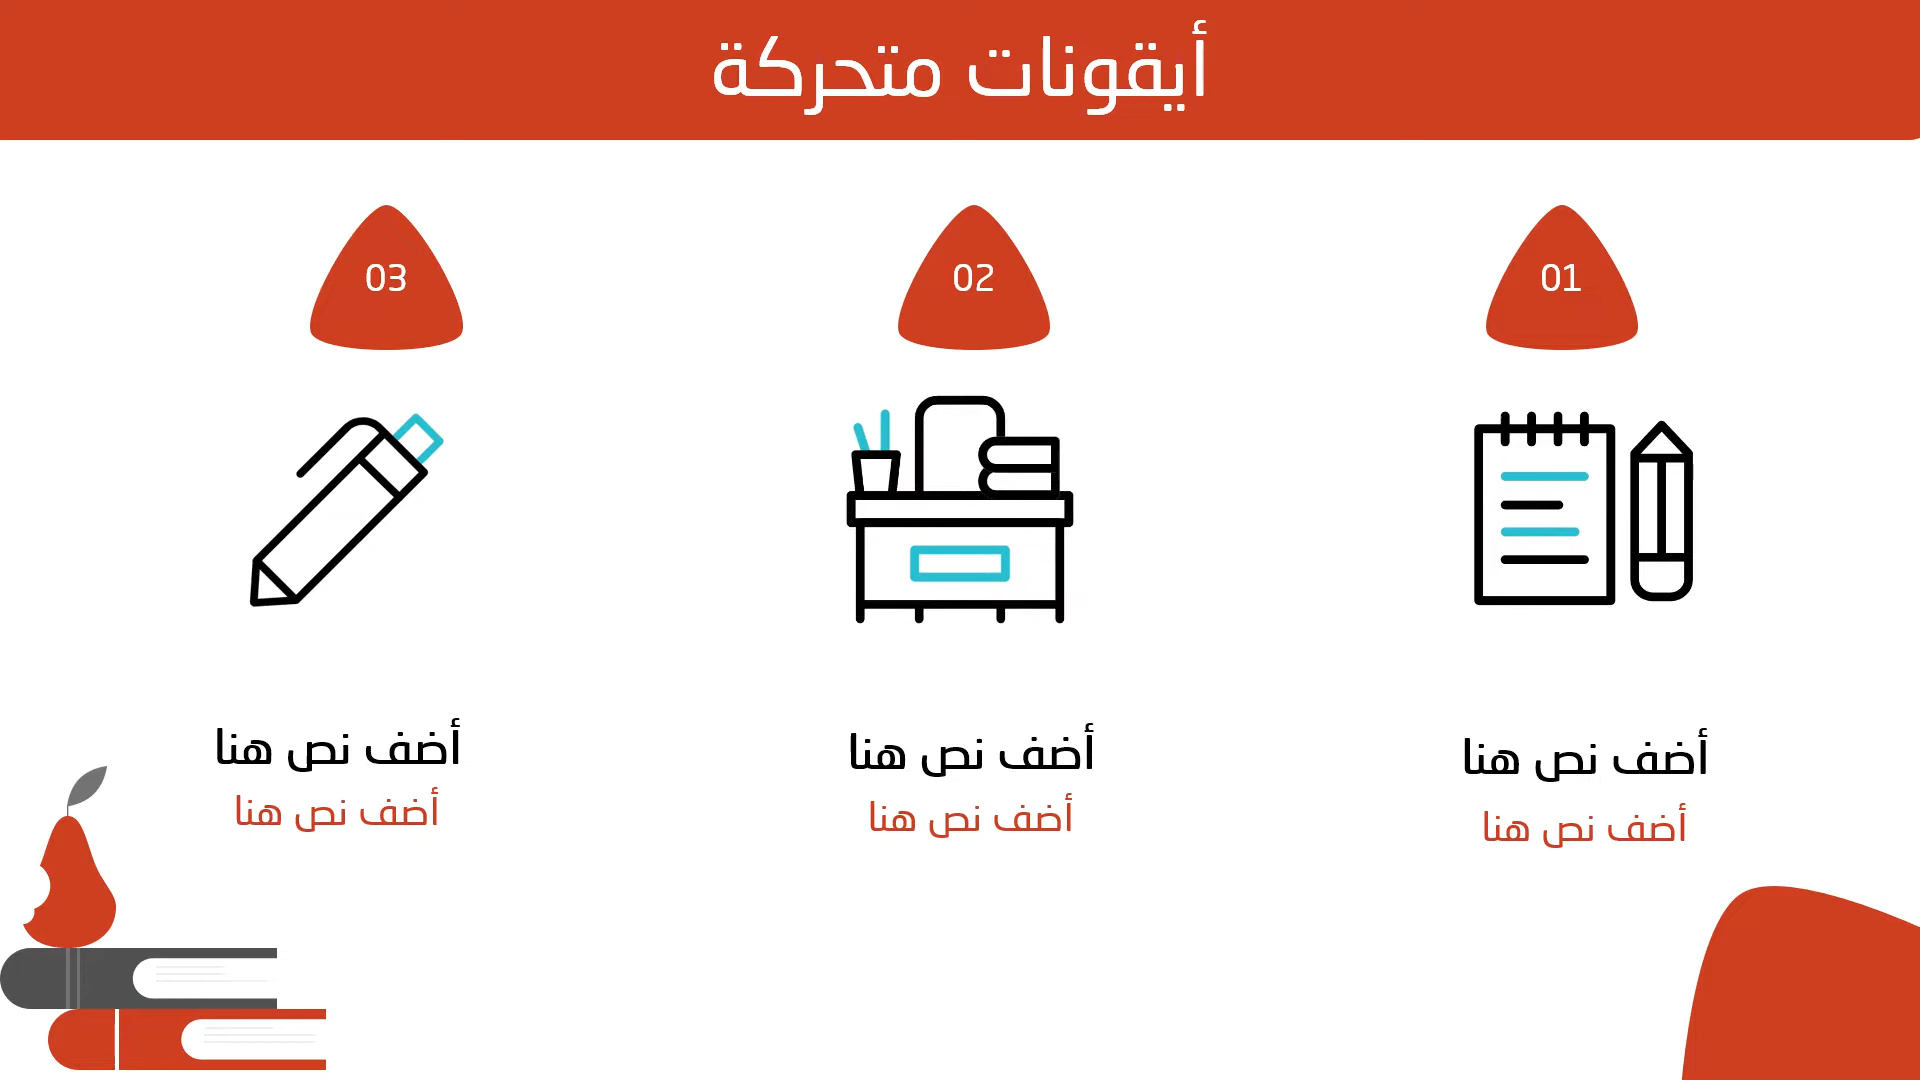 أيقونات متحركة
01
أضف نص هنا
أضف نص هنا
02
أضف نص هنا
أضف نص هنا
03
أضف نص هنا
أضف نص هنا